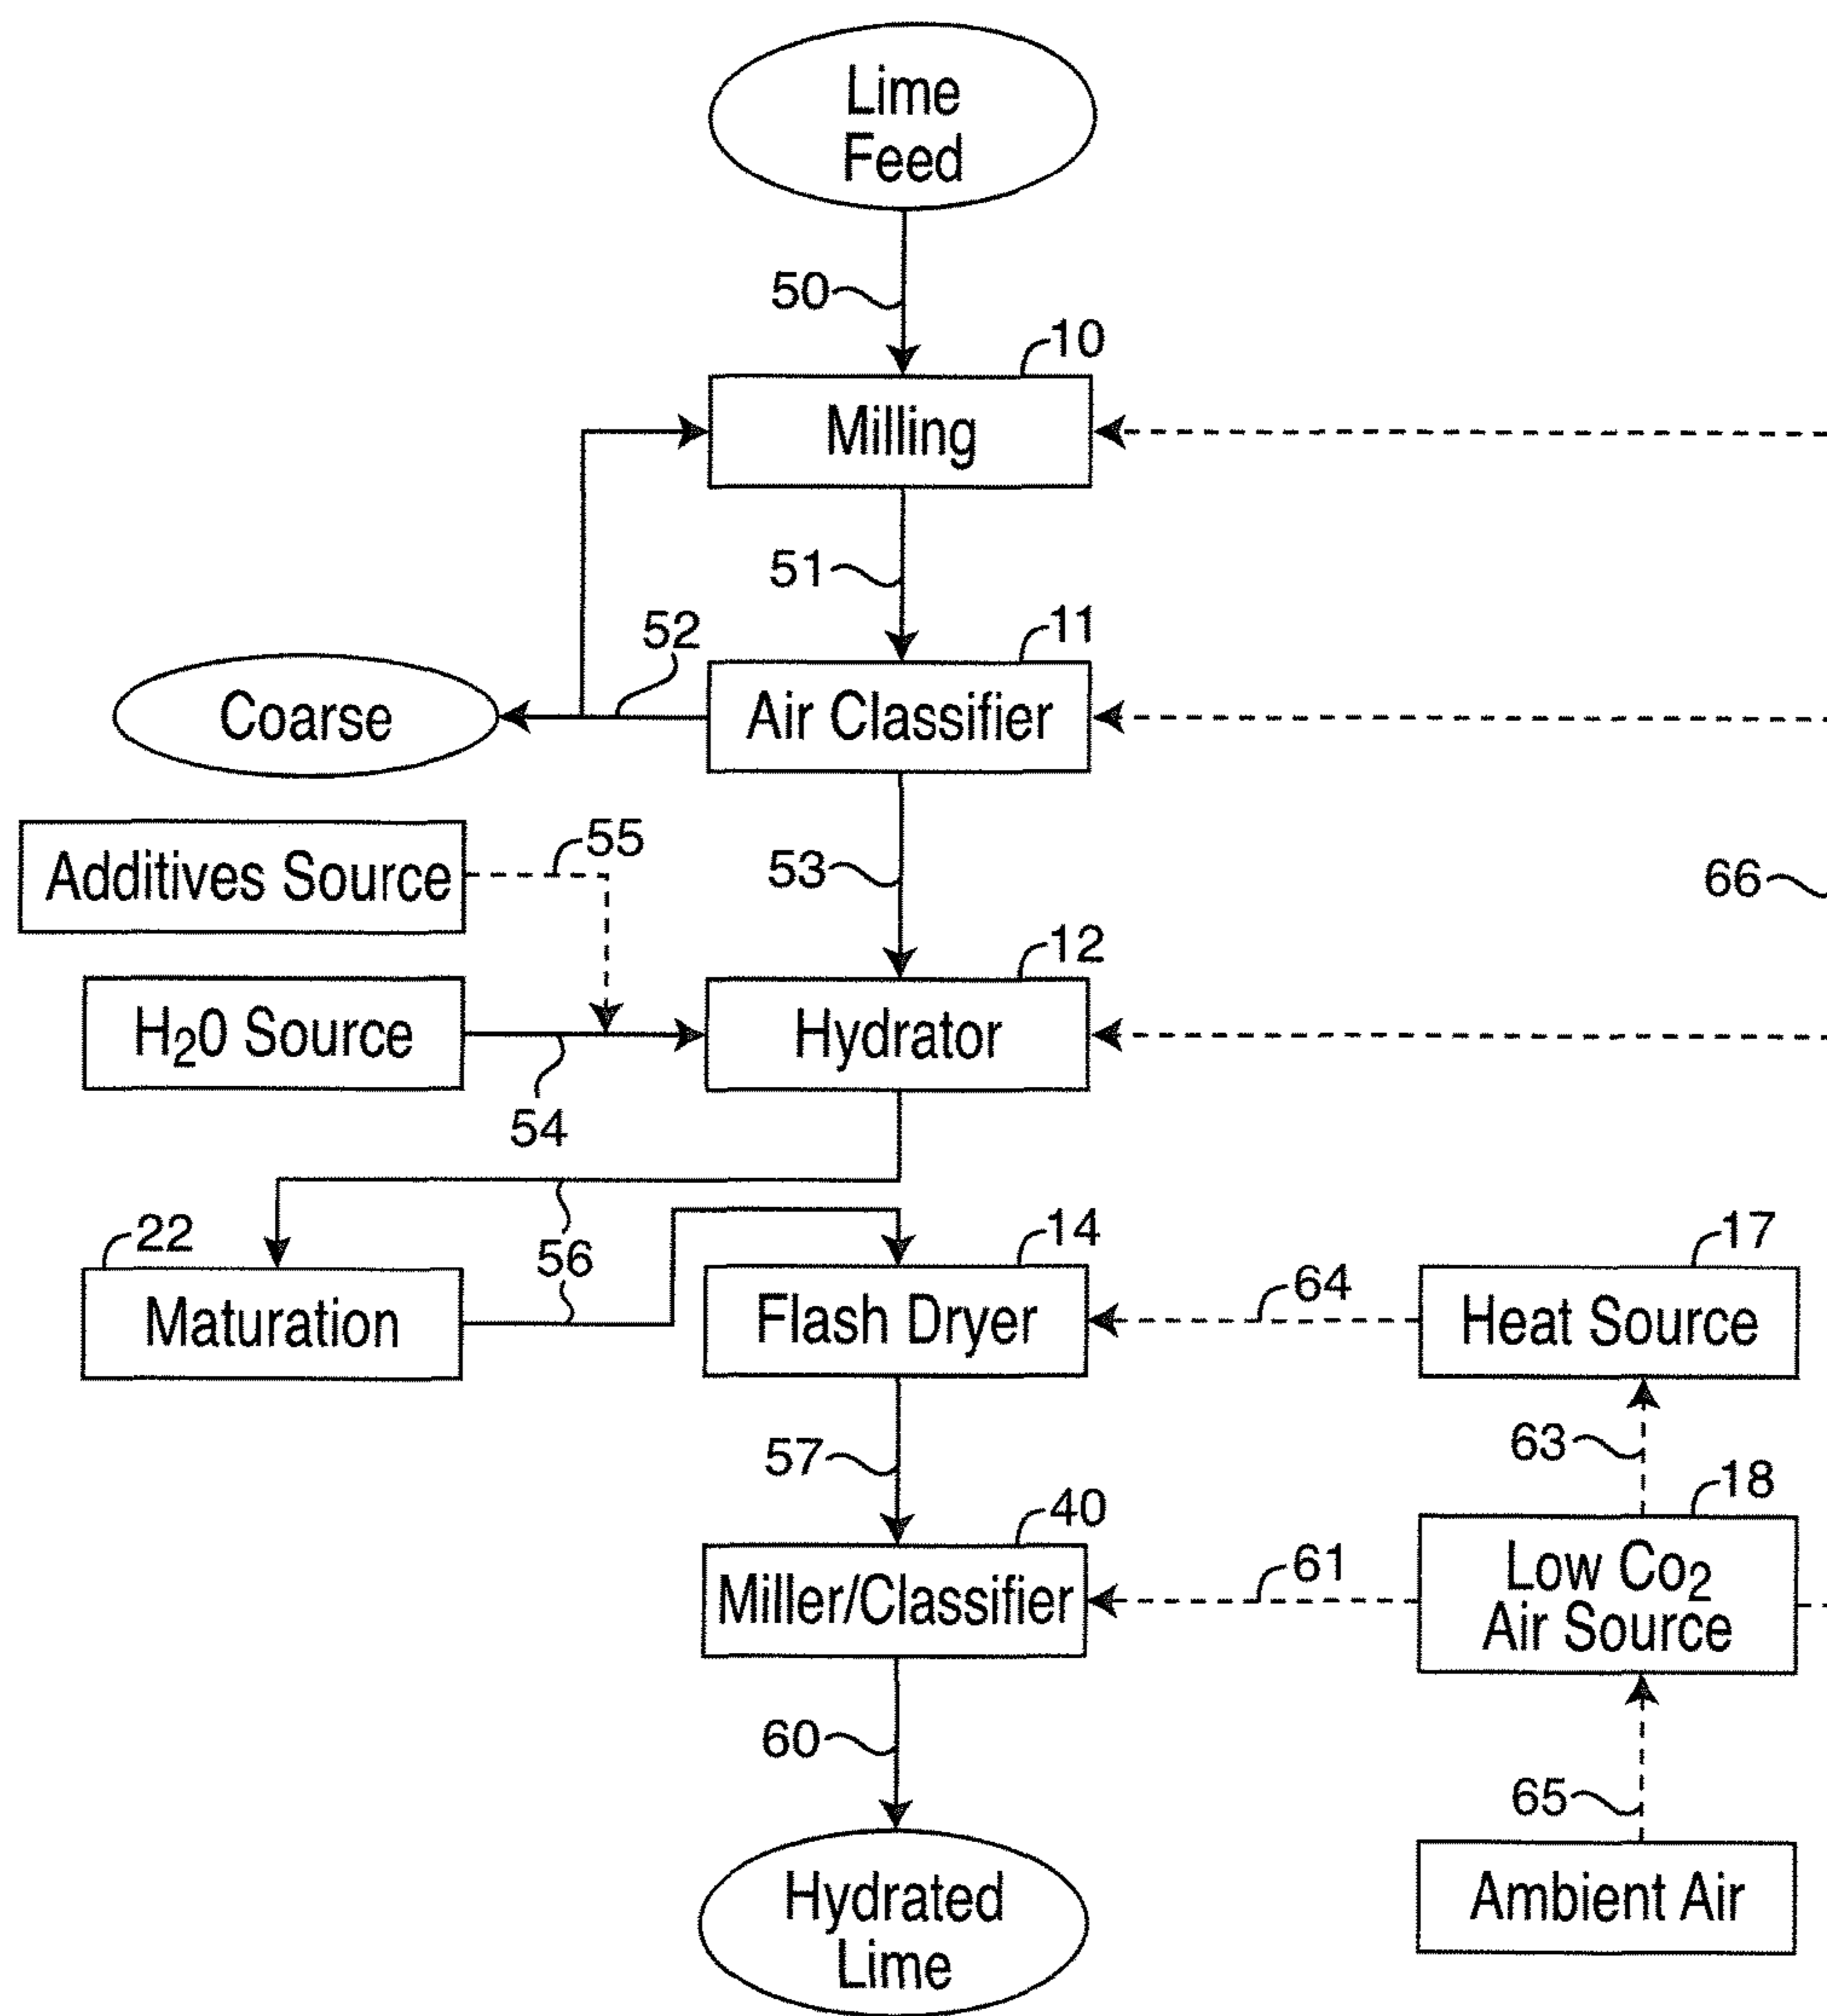 Lime
Feed
50
10
Milling
51
11
52
Air Classifier
Coarse
55
Additives Source
53
66
12
H₂0 Source
Hydrator
54
22
56
14
17
64
Maturation
Flash Dryer
Heat Source
57
63
40
18
61
Miller/Classifier
Low Co₂
Air Source
60
65
Hydrated
Lime
Ambient Air